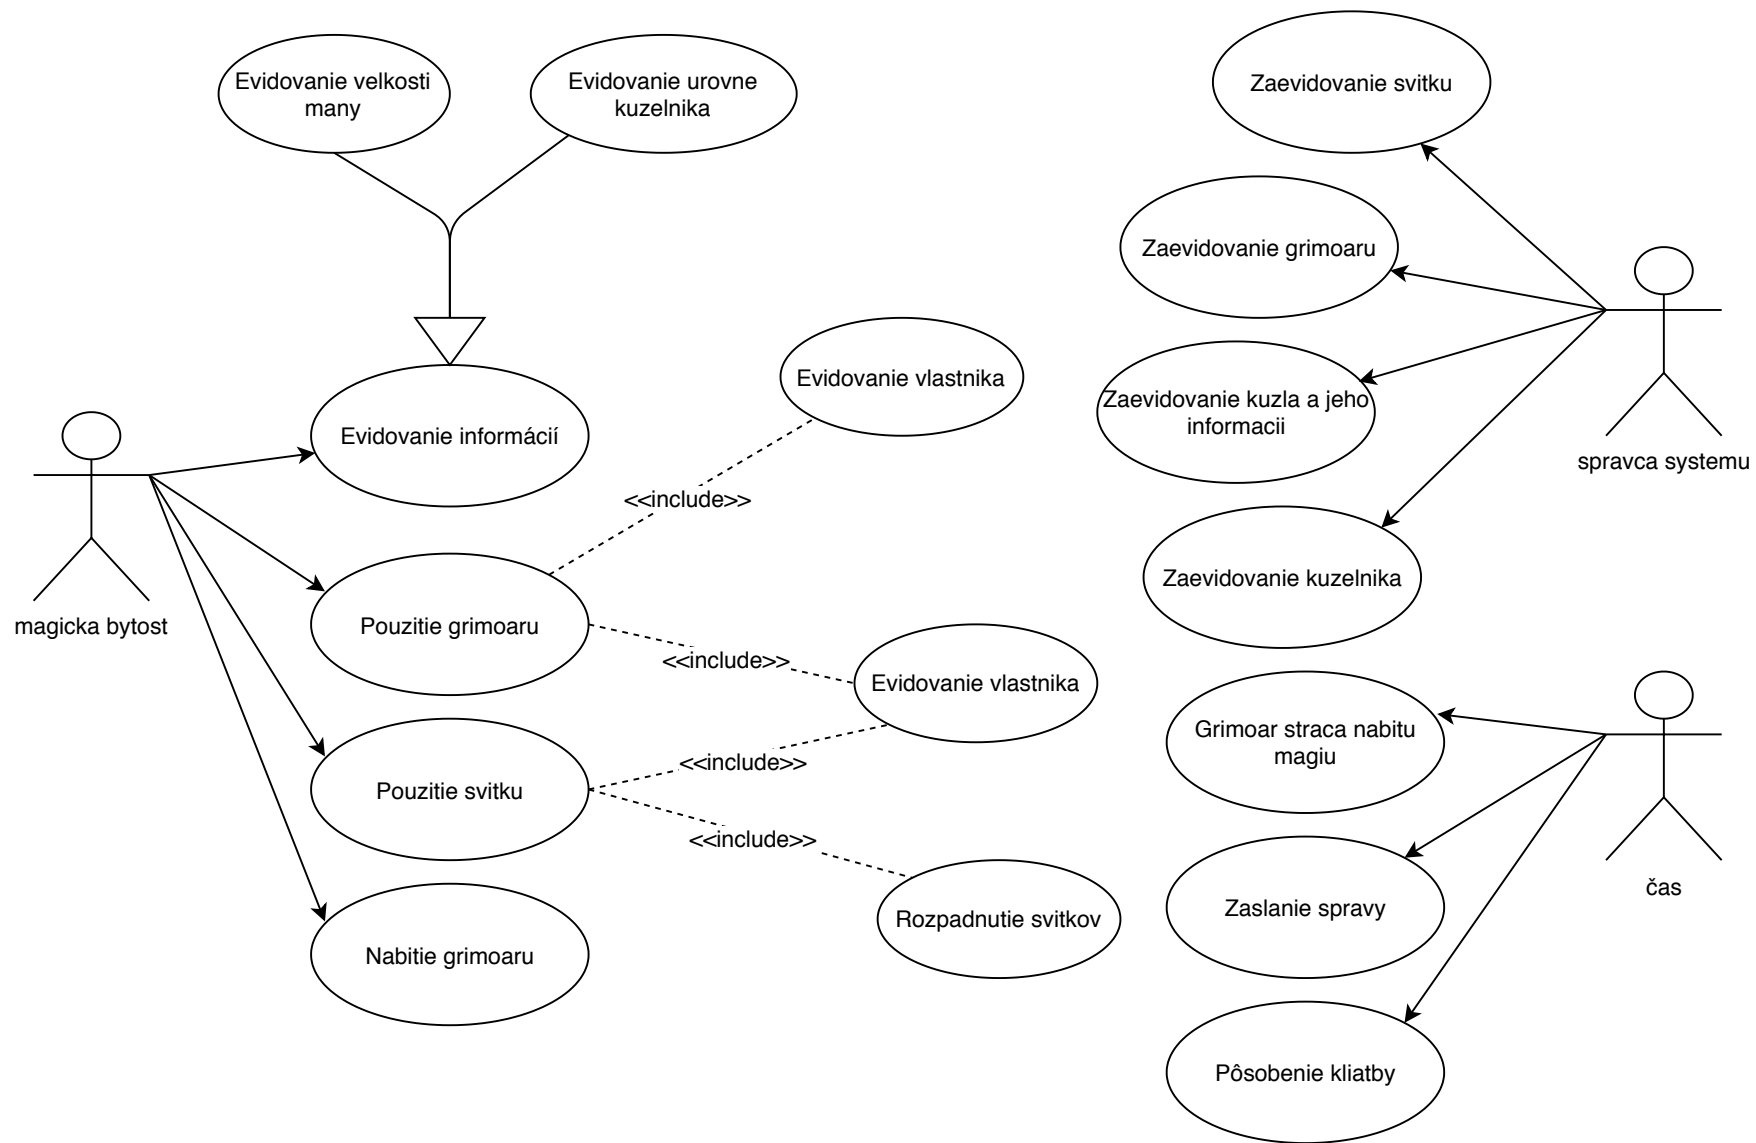 Evidovanie velkosti
many
Evidovanie urovne
kuzelnika
Zaevidovanie svitku
Zaevidovanie grimoaru
Evidovanie vlastnika
Zaevidovanie kuzla a jeho
informacii
Evidovanie informácií
spravca systemu
<<include>>
Zaevidovanie kuzelnika
magicka bytost
Pouzitie grimoaru
<<include>>
Evidovanie vlastnika
Grimoar straca nabitu
magiu
<<include>>
Pouzitie svitku
<<include>>
čas
Zaslanie spravy
Rozpadnutie svitkov
Nabitie grimoaru
Pôsobenie kliatby